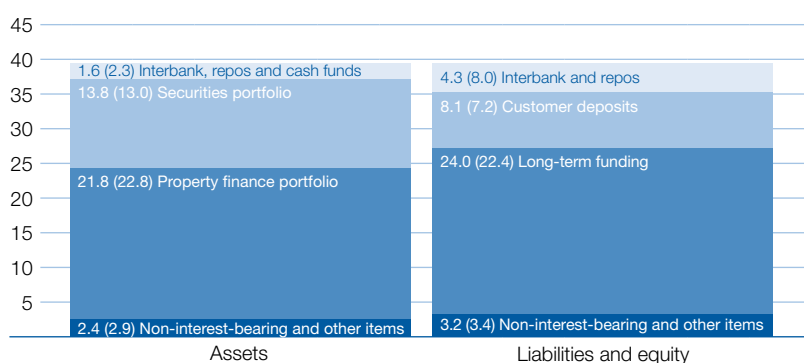 45
40
35
30
25
20
15
10
5
1.6 (2.3) Interbank, repos and cash funds
13.8 (13.0) Securities portfolio
21.8 (22.8) Property finance portfolio
2.4 (2.9) Non-interest-bearing and other items
4.3 (8.0) Interbank and repos
8.1 (7.2) Customer deposits
24.0 (22.4) Long-term funding
3.2 (3.4) Non-interest-bearing and other items
Assets
Liabilities and equity